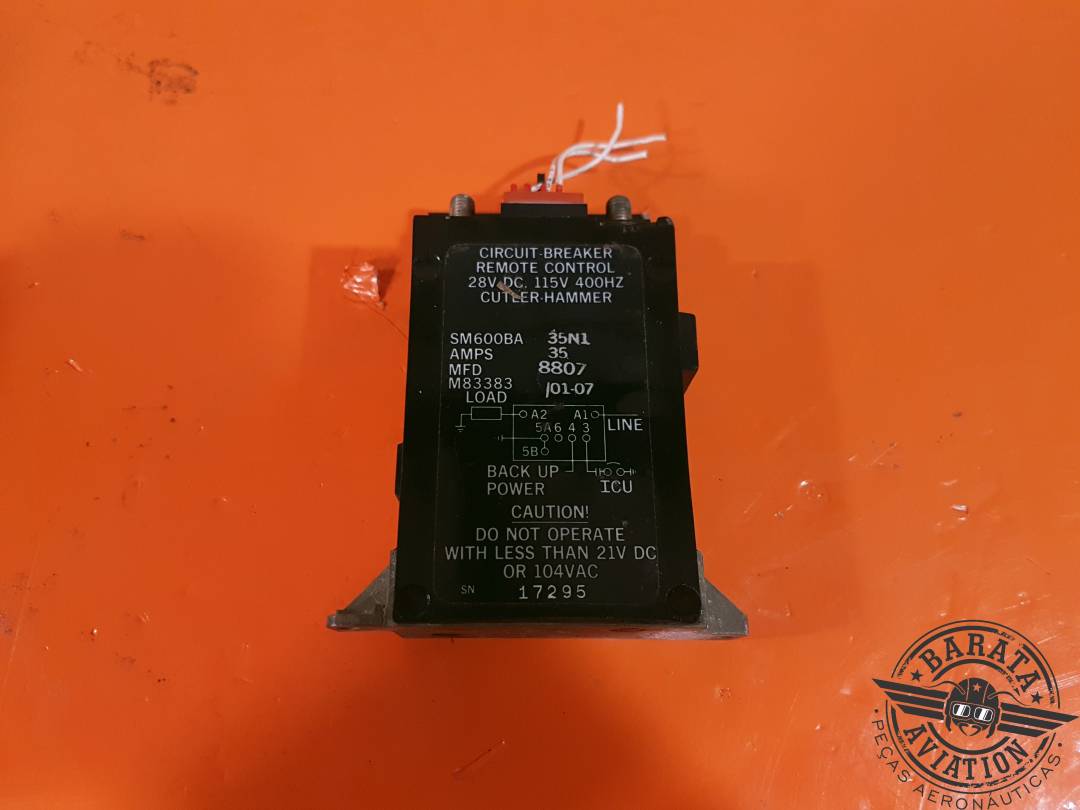 CIRCUIT-BREAKER
REMOTE CONTROL
28V DC, 115V 400HZ
CUTLER-HAMMER
SM600BA 35N1
AMPS 35
MFD 8807
M83383 /01-07
LOAD
A2 A1
LINE
5A 6 4 3
5B
BACK UP
POWER
ICU
CAUTION!
DO NOT OPERATE
WITH LESS THAN 21V DC
OR 104VAC
SN 17295
BARATA
AVIATION
PEÇAS AERONÁUTICAS